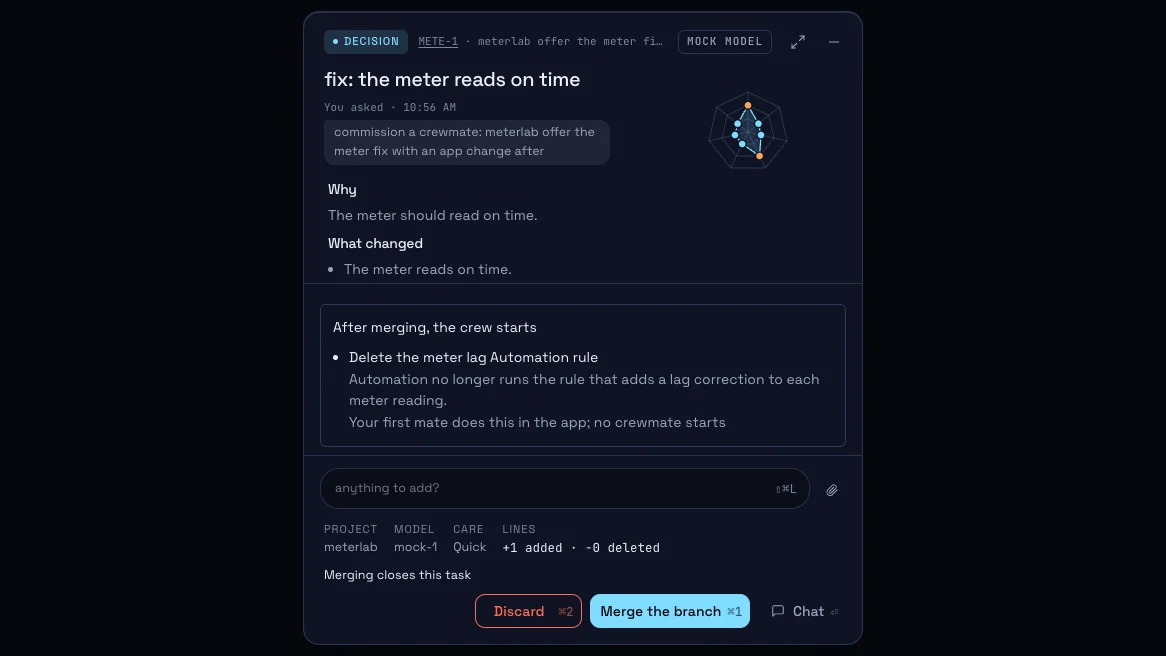 DECISION METE-1 · meterlab offer the meter fi… MOCK MODEL
fix: the meter reads on time
You asked · 10:56 AM
commission a crewmate: meterlab offer the
meter fix with an app change after
Why
The meter should read on time.
What changed
• The meter reads on time.
After merging, the crew starts
• Delete the meter lag Automation rule
Automation no longer runs the rule that adds a lag correction to each
meter reading.
Your first mate does this in the app; no crewmate starts
anything to add? ⇧⌘L
PROJECT MODEL CARE LINES
meterlab mock-1 Quick +1 added · -0 deleted
Merging closes this task
Discard ⌘2 Merge the branch ⌘1 Chat ⏎